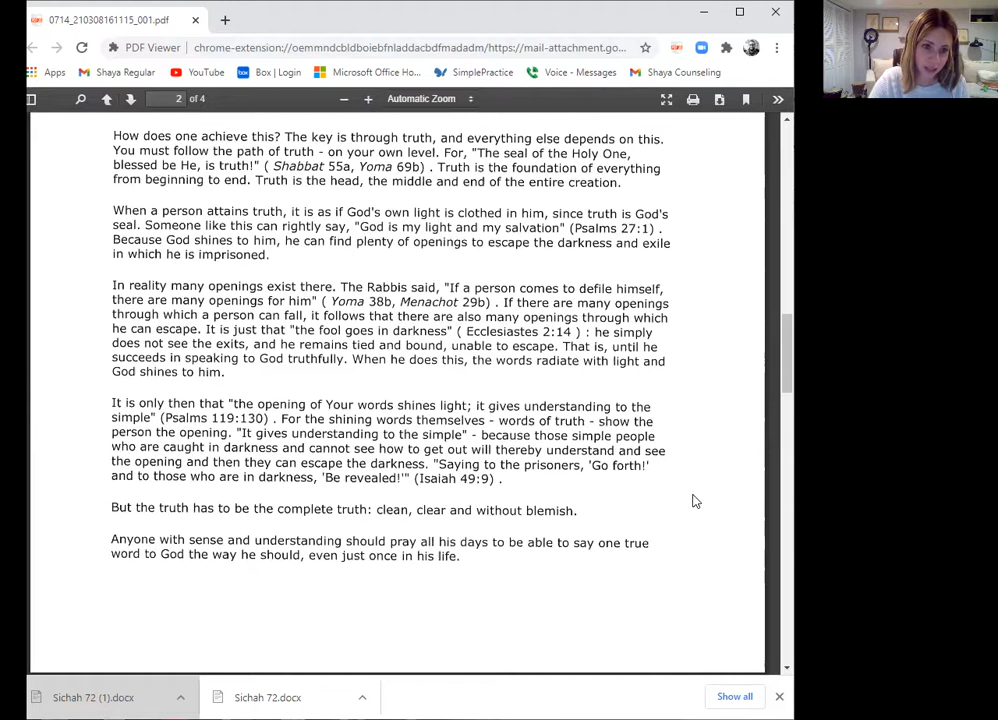 0714_210308161115_001.pdf
PDF Viewer
chrome-extension://oemmndcbldboiebfnladdacbdfmadadm/https://mail-attachment.go...
Apps
Shaya Regular
YouTube
Box | Login
Microsoft Office Ho...
SimplePractice
Voice - Messages
Shaya Counseling
2 of 4
Automatic Zoom
How does one achieve this? The key is through truth, and everything else depends on this.
You must follow the path of truth - on your own level. For, "The seal of the Holy One,
blessed be He, is truth!" ( Shabbat 55a, Yoma 69b) . Truth is the foundation of everything
from beginning to end. Truth is the head, the middle and end of the entire creation.
When a person attains truth, it is as if God's own light is clothed in him, since truth is God's
seal. Someone like this can rightly say, "God is my light and my salvation" (Psalms 27:1) .
Because God shines to him, he can find plenty of openings to escape the darkness and exile
in which he is imprisoned.
In reality many openings exist there. The Rabbis said, "If a person comes to defile himself,
there are many openings for him" ( Yoma 38b, Menachot 29b) . If there are many openings
through which a person can fall, it follows that there are also many openings through which
he can escape. It is just that "the fool goes in darkness" ( Ecclesiastes 2:14 ) : he simply
does not see the exits, and he remains tied and bound, unable to escape. That is, until he
succeeds in speaking to God truthfully. When he does this, the words radiate with light and
God shines to him.
It is only then that "the opening of Your words shines light; it gives understanding to the
simple" (Psalms 119:130) . For the shining words themselves - words of truth - show the
person the opening. "It gives understanding to the simple" - because those simple people
who are caught in darkness and cannot see how to get out will thereby understand and see
the opening and then they can escape the darkness. "Saying to the prisoners, 'Go forth!'
and to those who are in darkness, 'Be revealed!'" (Isaiah 49:9) .
But the truth has to be the complete truth: clean, clear and without blemish.
Anyone with sense and understanding should pray all his days to be able to say one true
word to God the way he should, even just once in his life.
Sichah 72 (1).docx
Sichah 72.docx
Show all